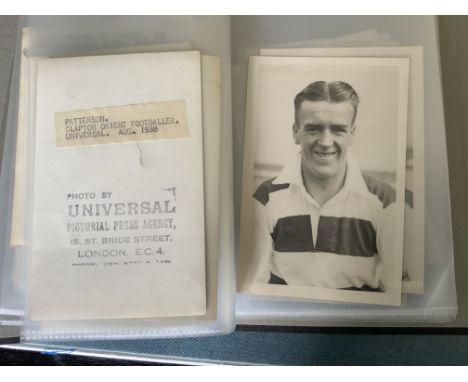 PATTERSON.
CLAPTON ORIENT FOOTBALLER.
UNIVERSAL. AUG. 1938
PHOTO BY
UNIVERSAL
PICTORIAL PRESS AGENCY,
15, ST. BRIDE STREET,
LONDON, E.C. 4.